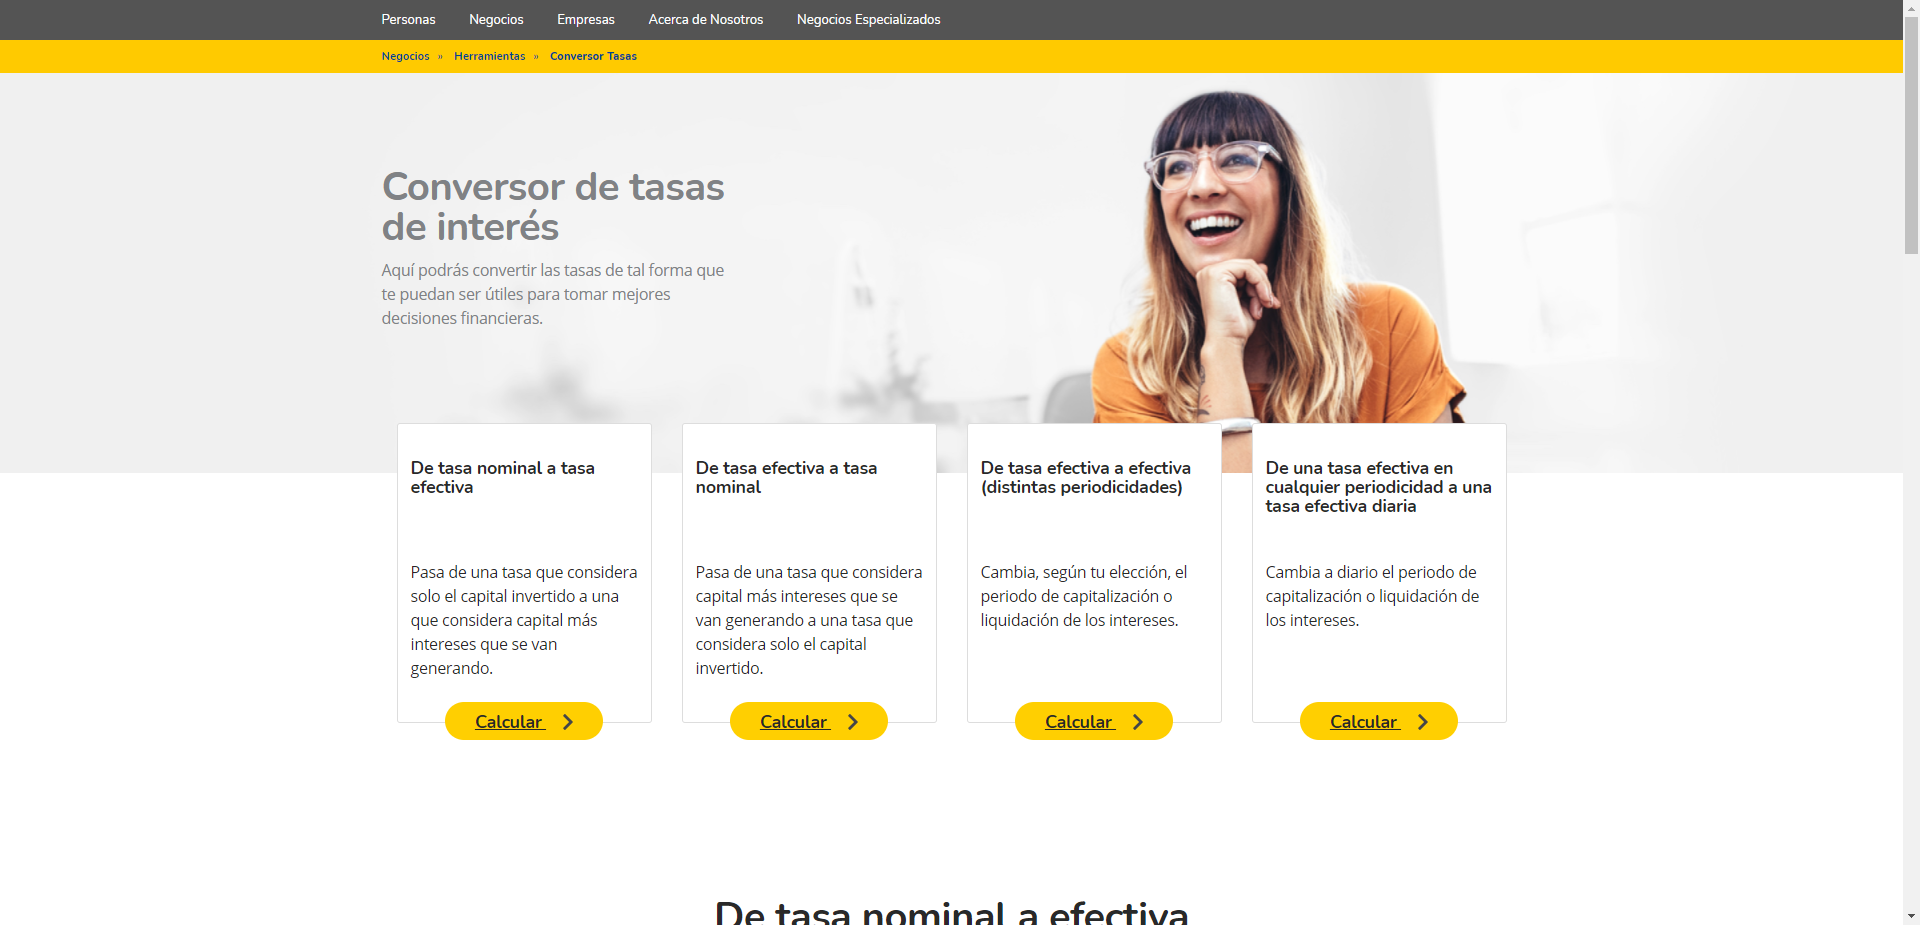 Personas Negocios Empresas Acerca de Nosotros Negocios Especializados
Negocios » Herramientas » Conversor Tasas
Conversor de tasas
de interés
Aquí podrás convertir las tasas de tal forma que
te puedan ser útiles para tomar mejores
decisiones financieras.
De tasa nominal a tasa
efectiva
Pasa de una tasa que considera
solo el capital invertido a una
que considera capital más
intereses que se van
generando.
Calcular
De tasa efectiva a tasa
nominal
Pasa de una tasa que considera
capital más intereses que se
van generando a una tasa que
considera solo el capital
invertido.
Calcular
De tasa efectiva a efectiva
(distintas periodicidades)
Cambia, según tu elección, el
periodo de capitalización o
liquidación de los intereses.
Calcular
De una tasa efectiva en
cualquier periodicidad a una
tasa efectiva diaria
Cambia a diario el periodo de
capitalización o liquidación de
los intereses.
Calcular
De tasa nominal a efectiva